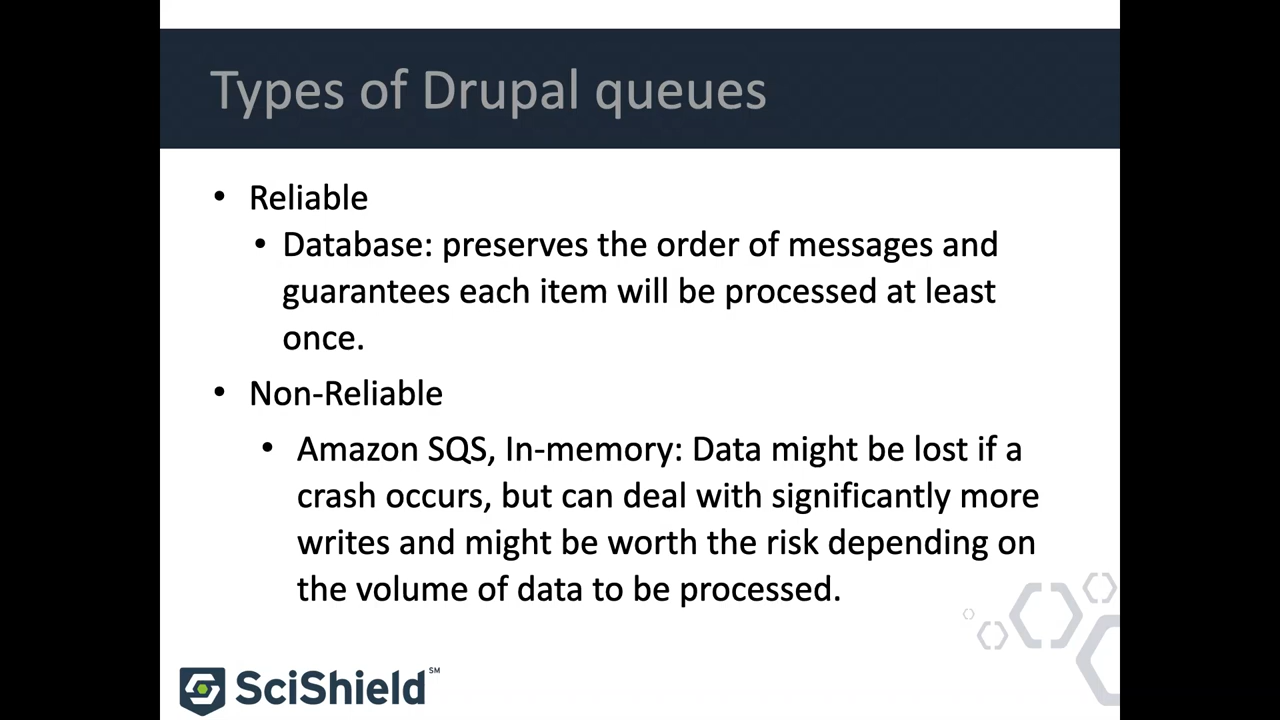 Types of Drupal queues
• Reliable
• Database: preserves the order of messages and
guarantees each item will be processed at least
once.
• Non-Reliable
• Amazon SQS, In-memory: Data might be lost if a
crash occurs, but can deal with significantly more
writes and might be worth the risk depending on
the volume of data to be processed.
SciShield℠